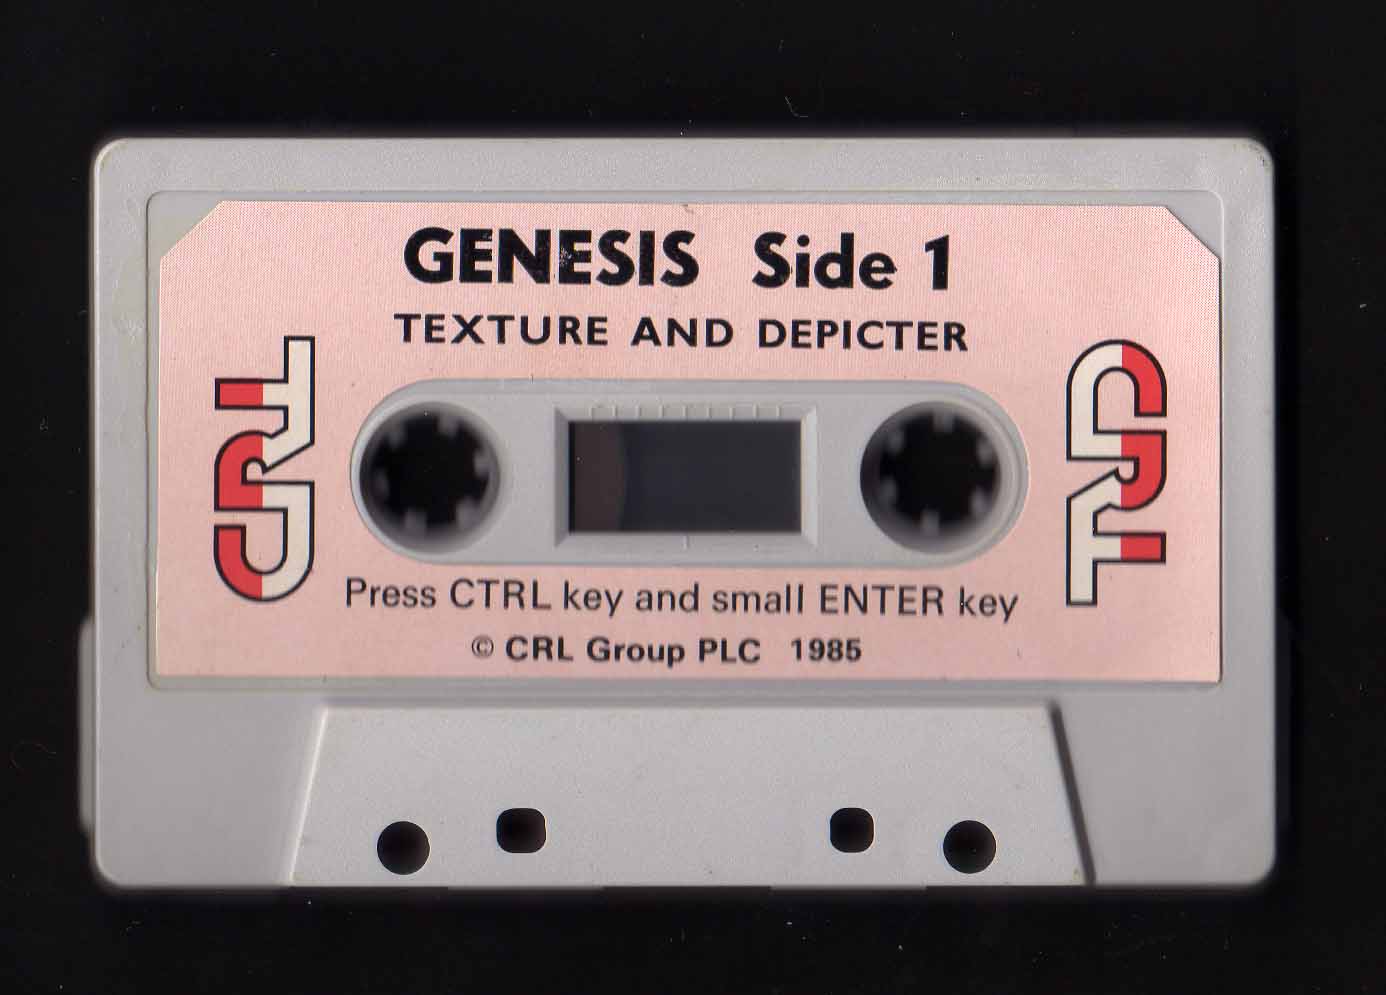 GENESIS Side 1
TEXTURE AND DEPICTER
CRL
CRL
Press CTRL key and small ENTER key
© CRL Group PLC 1985